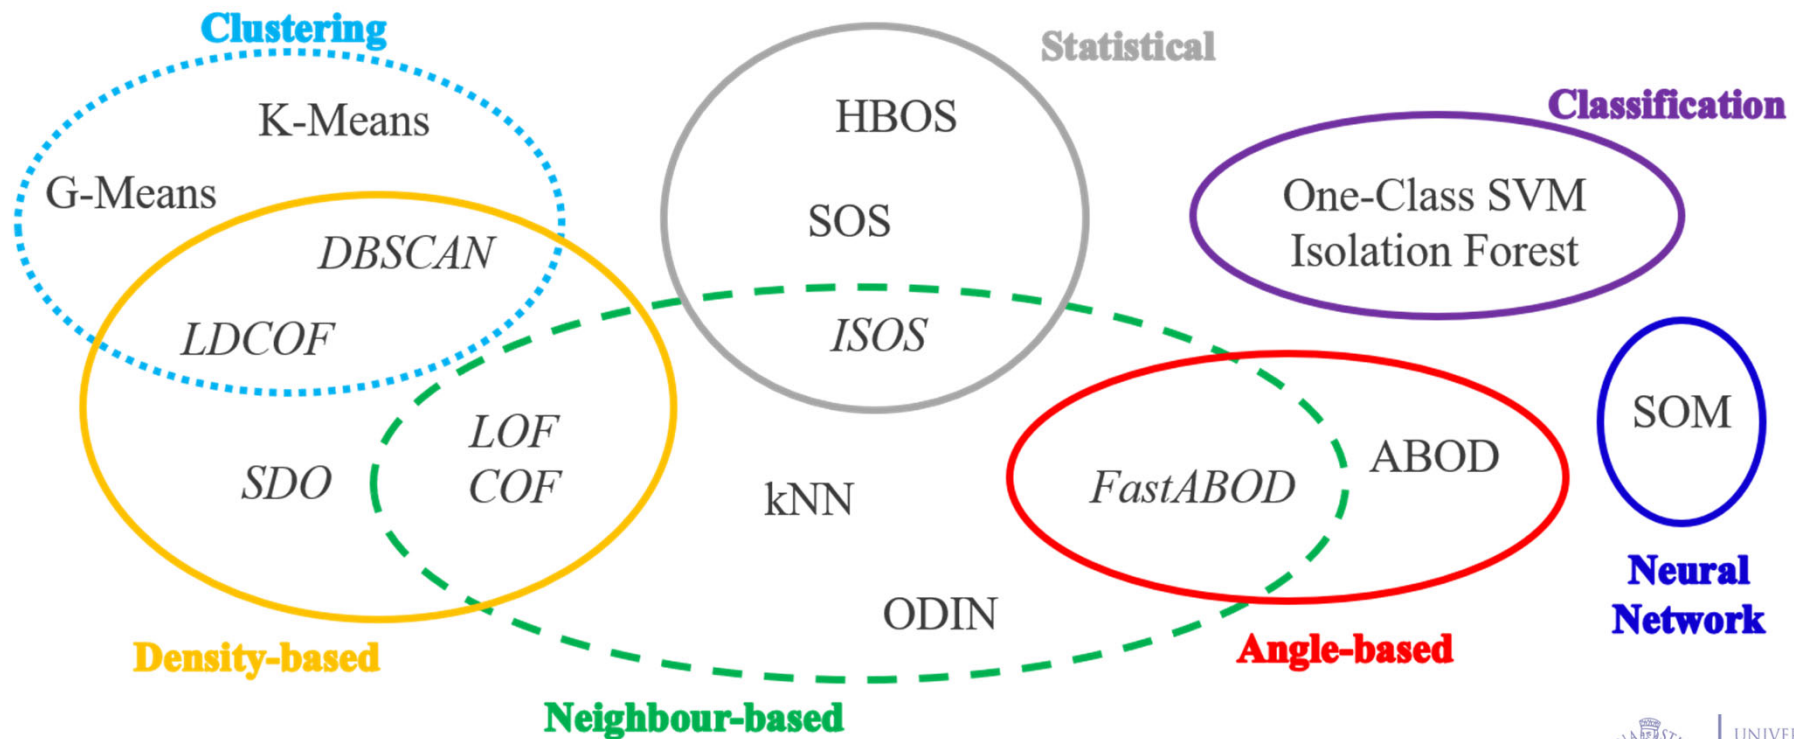 Clustering
K-Means
G-Means
DBSCAN
LDCOF
SDO
LOF
COF
Density-based
Statistical
HBOS
SOS
ISOS
kNN
ODIN
Neighbour-based
Classification
One-Class SVM
Isolation Forest
FastABOD
ABOD
Angle-based
SOM
Neural
Network